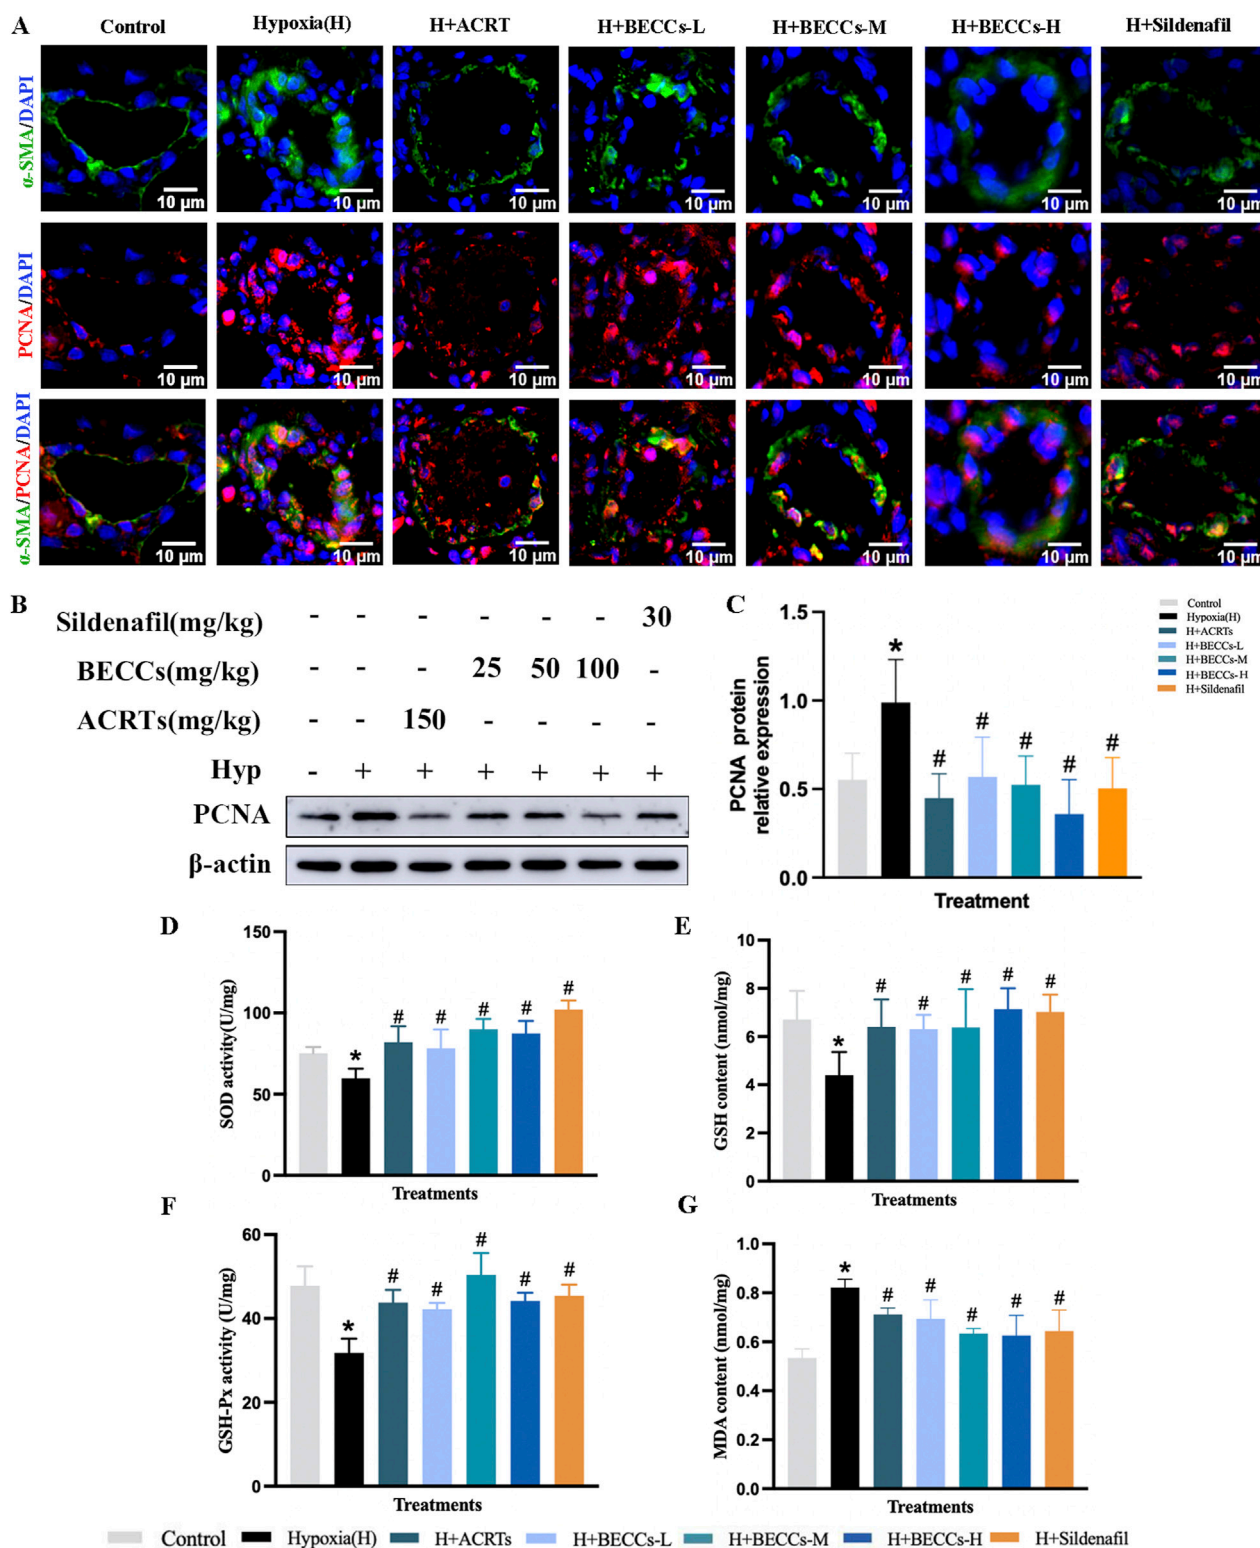 A
Control Hypoxia(H) H+ACRT H+BECCs-L H+BECCs-M H+BECCs-H H+Sildenafil
α-SMA/DAPI
10 μm 10 μm 10 μm 10 μm 10 μm 10 μm 10 μm
PCNA/DAPI
10 μm 10 μm 10 μm 10 μm 10 μm 10 μm 10 μm
α-SMA/PCNA/DAPI
10 μm 10 μm 10 μm 10 μm 10 μm 10 μm 10 μm
B
Sildenafil(mg/kg) - - - - - - 30
BECCs(mg/kg) - - - 25 50 100 -
ACRTs(mg/kg) - - 150 - - - -
Hyp - + + + + + +
PCNA
β-actin
C
PCNA protein
relative expression
1.5
1.0
0.5
0.0
* # # # # #
Treatment
Control
Hypoxia(H)
H+ACRTs
H+BECCs-L
H+BECCs-M
H+BECCs-H
H+Sildenafil
D
SOD activity(U/mg)
150
100
50
0
* # # # # #
Treatments
E
GSH content (nmol/mg)
10
8
6
4
2
0
* # # # # #
Treatments
F
GSH-Px activity (U/mg)
60
40
20
0
* # # # # #
Treatments
G
MDA content (nmol/mg)
1.0
0.8
0.6
0.4
0.2
0.0
* # # # # #
Treatments
Control Hypoxia(H) H+ACRTs H+BECCs-L H+BECCs-M H+BECCs-H H+Sildenafil